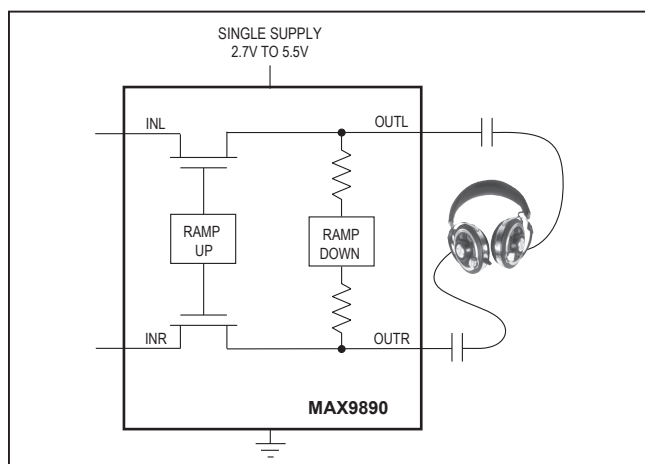 SINGLE SUPPLY
2.7V TO 5.5V
INL
OUTL
RAMP
UP
RAMP
DOWN
INR
OUTR
MAX9890